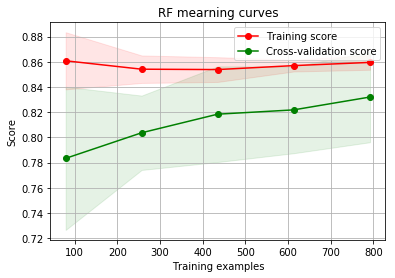 RF mearning curves
Training score
Cross-validation score
0.88
0.86
0.84
0.82
0.80
0.78
0.76
0.74
0.72
Score
100 200 300 400 500 600 700 800
Training examples